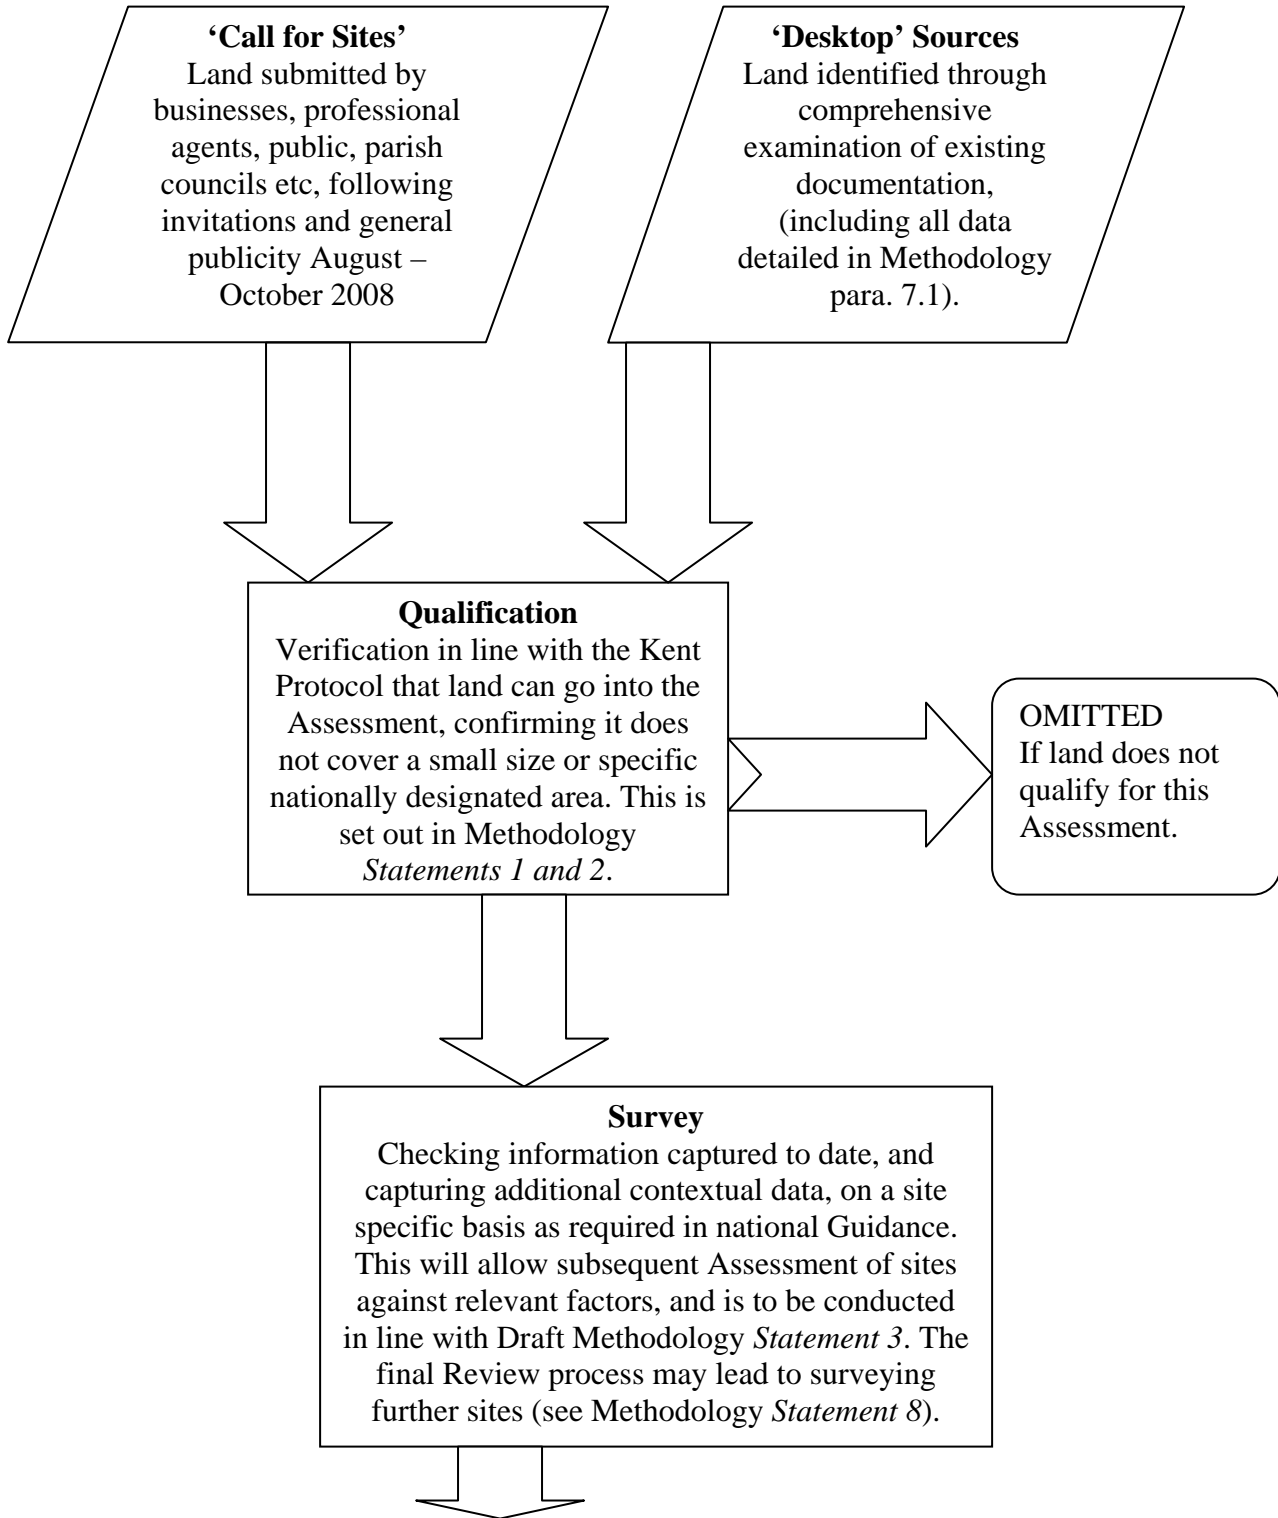 ‘Call for Sites’
Land submitted by
businesses, professional
agents, public, parish
councils etc, following
invitations and general
publicity August –
October 2008
‘Desktop’ Sources
Land identified through
comprehensive
examination of existing
documentation,
(including all data
detailed in Methodology
para. 7.1).
Qualification
Verification in line with the Kent
Protocol that land can go into the
Assessment, confirming it does
not cover a small size or specific
nationally designated area. This is
set out in Methodology
Statements 1 and 2.
OMITTED
If land does not
qualify for this
Assessment.
Survey
Checking information captured to date, and
capturing additional contextual data, on a site
specific basis as required in national Guidance.
This will allow subsequent Assessment of sites
against relevant factors, and is to be conducted
in line with Draft Methodology Statement 3. The
final Review process may lead to surveying
further sites (see Methodology Statement 8).